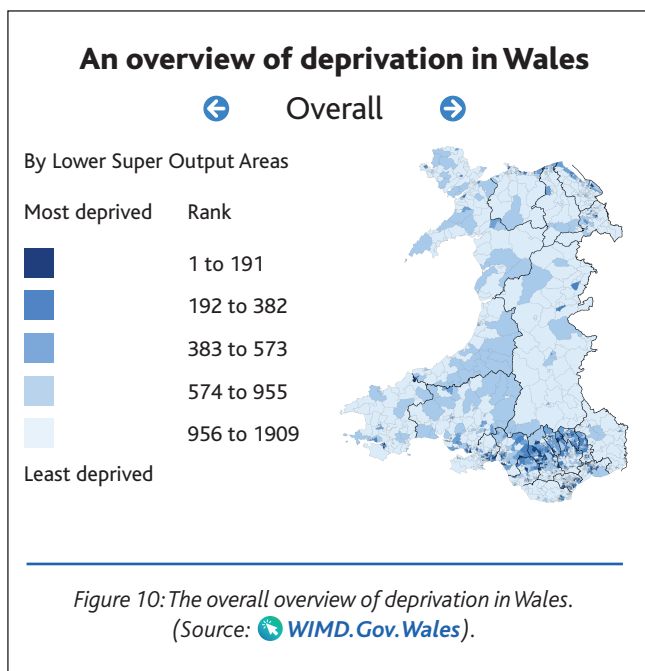 An overview of deprivation in Wales
Overall
By Lower Super Output Areas
Most deprived Rank
1 to 191
192 to 382
383 to 573
574 to 955
956 to 1909
Least deprived
Figure 10: The overall overview of deprivation in Wales.
(Source: WIMD.Gov.Wales).